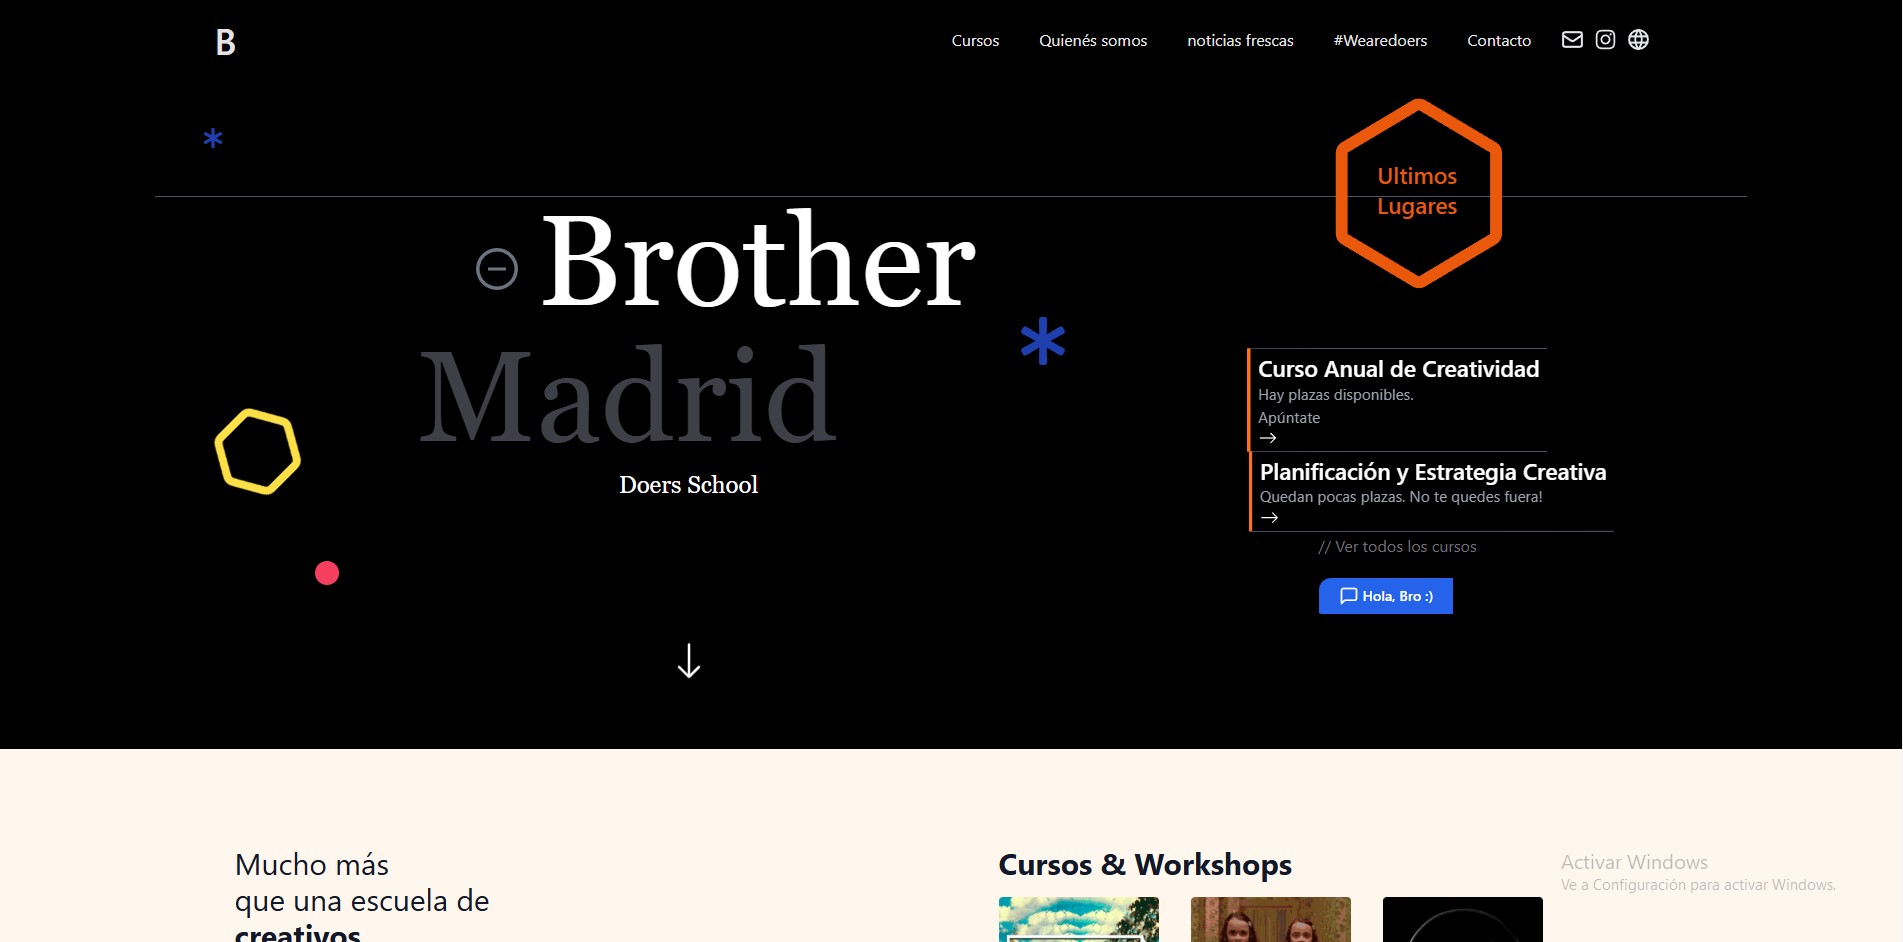 B
Cursos
Quienés somos
noticias frescas
#Wearedoers
Contacto
Ultimos
Lugares
Brother
Madrid
Doers School
Curso Anual de Creatividad
Hay plazas disponibles.
Apúntate
Planificación y Estrategia Creativa
Quedan pocas plazas. No te quedes fuera!
// Ver todos los cursos
Hola, Bro :)
Mucho más
que una escuela de
creativos
Cursos & Workshops
Activar Windows
Ve a Configuración para activar Windows.